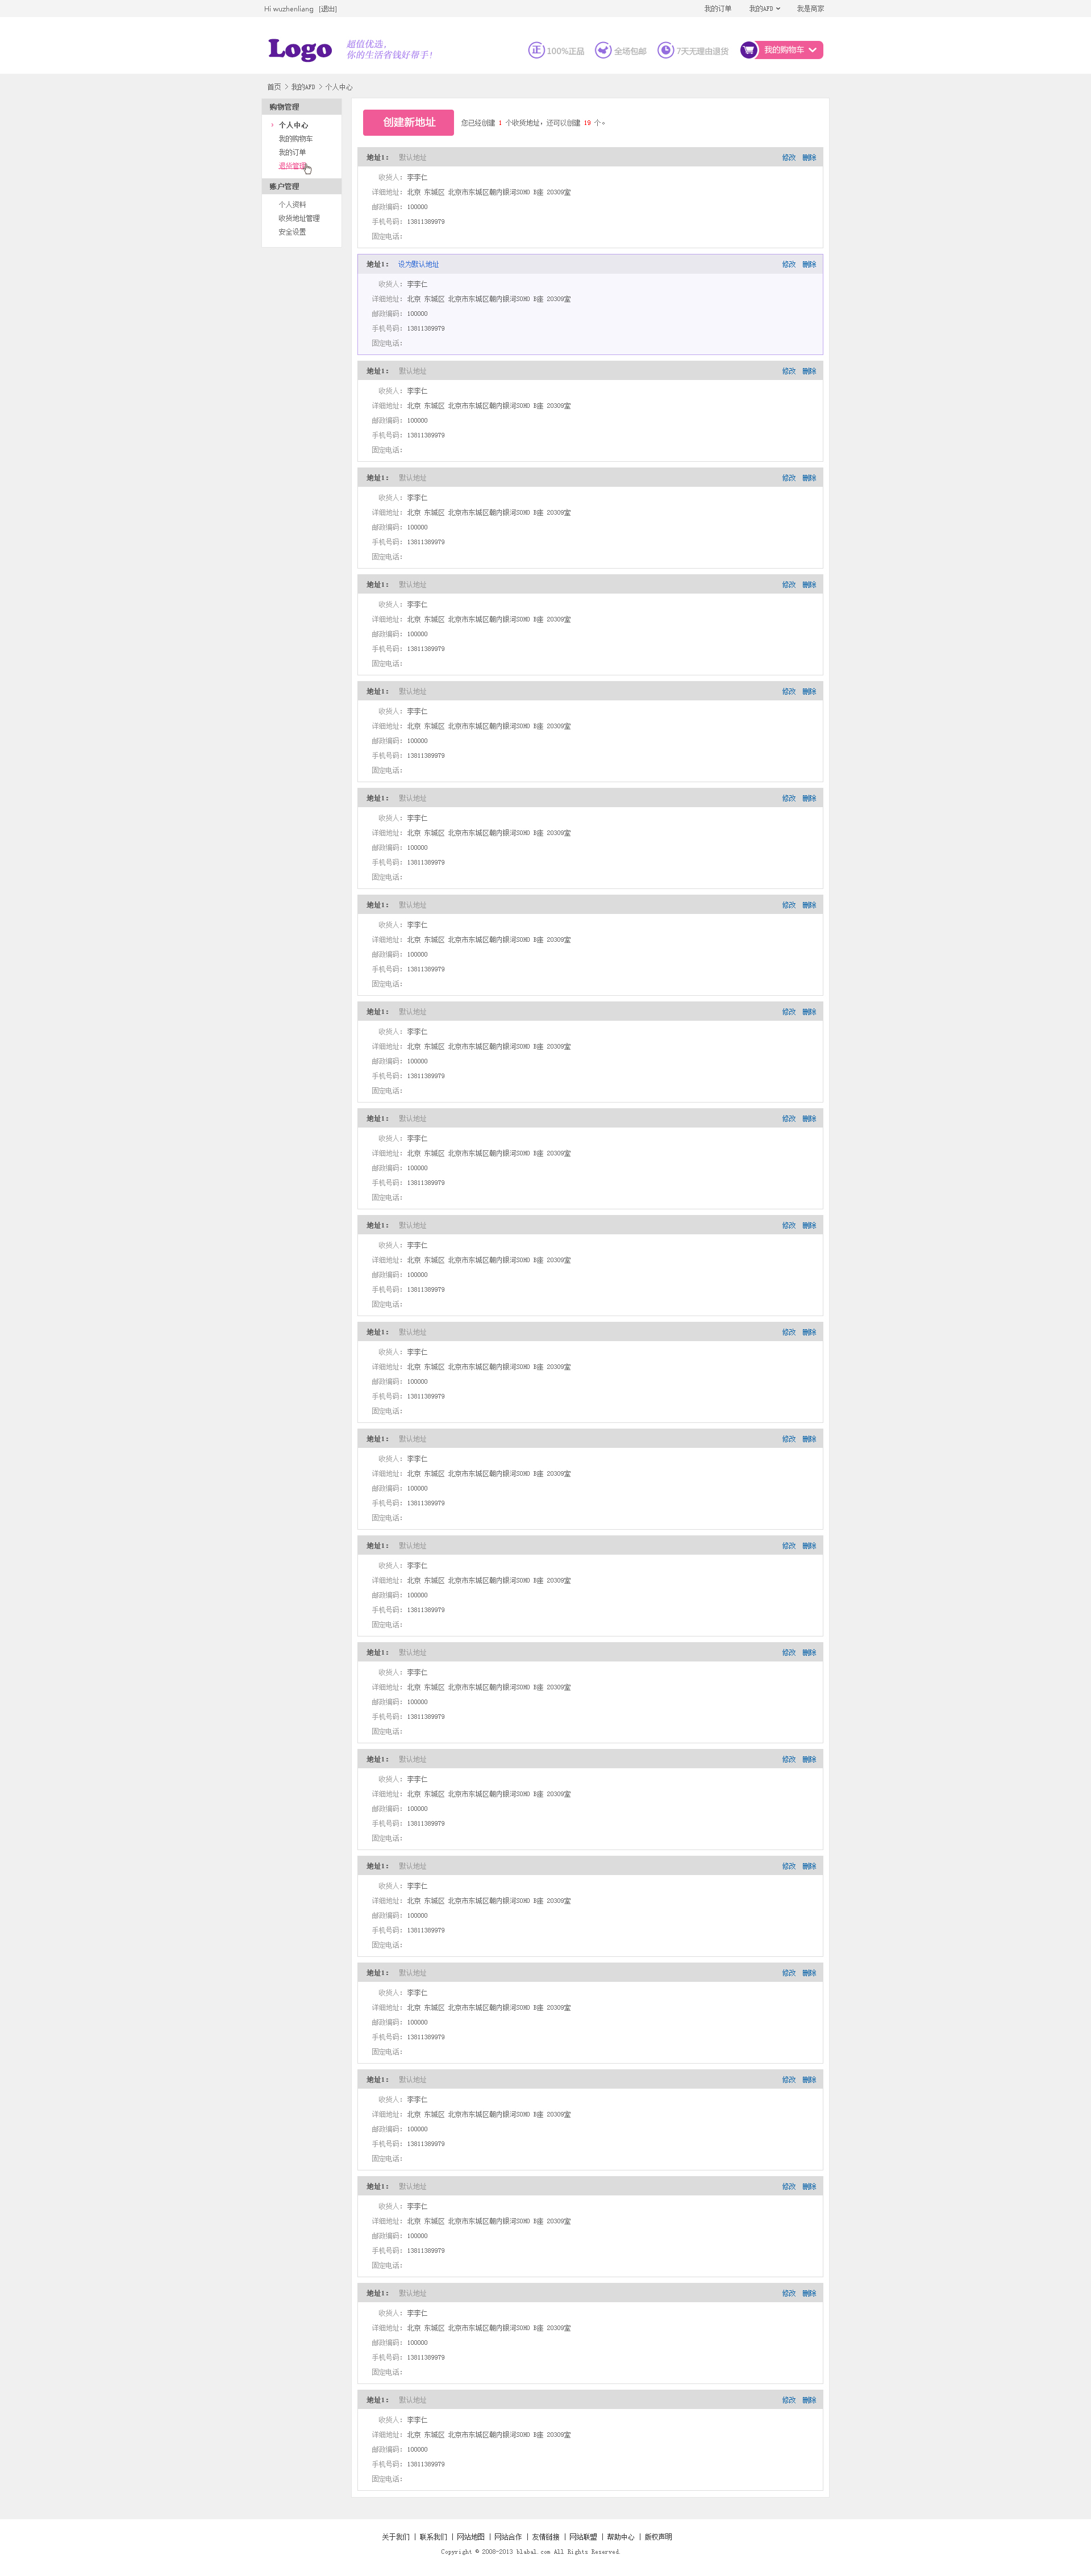 Hi wuzhenliang [退出] 我的订单 我的AFD 我是商家
Logo 超值优选， 正 100%正品 全场包邮 7天无理由退货 我的购物车
你的生活省钱好帮手！
首页 > 我的AFD > 个人中心
购物管理
个人中心
我的购物车
我的订单
退货管理
账户管理
个人资料
收货地址管理
安全设置
创建新地址 您已经创建 1 个收货地址，还可以创建 19 个。
地址1： 默认地址 修改 删除
收货人： 李李仁
详细地址： 北京 东城区 北京市东城区朝内银河SOHO B座 20309室
邮政编码： 100000
手机号码： 13811389979
固定电话：
地址1： 设为默认地址 修改 删除
收货人： 李李仁
详细地址： 北京 东城区 北京市东城区朝内银河SOHO B座 20309室
邮政编码： 100000
手机号码： 13811389979
固定电话：
地址1： 默认地址 修改 删除
收货人： 李李仁
详细地址： 北京 东城区 北京市东城区朝内银河SOHO B座 20309室
邮政编码： 100000
手机号码： 13811389979
固定电话：
地址1： 默认地址 修改 删除
收货人： 李李仁
详细地址： 北京 东城区 北京市东城区朝内银河SOHO B座 20309室
邮政编码： 100000
手机号码： 13811389979
固定电话：
地址1： 默认地址 修改 删除
收货人： 李李仁
详细地址： 北京 东城区 北京市东城区朝内银河SOHO B座 20309室
邮政编码： 100000
手机号码： 13811389979
固定电话：
地址1： 默认地址 修改 删除
收货人： 李李仁
详细地址： 北京 东城区 北京市东城区朝内银河SOHO B座 20309室
邮政编码： 100000
手机号码： 13811389979
固定电话：
地址1： 默认地址 修改 删除
收货人： 李李仁
详细地址： 北京 东城区 北京市东城区朝内银河SOHO B座 20309室
邮政编码： 100000
手机号码： 13811389979
固定电话：
地址1： 默认地址 修改 删除
收货人： 李李仁
详细地址： 北京 东城区 北京市东城区朝内银河SOHO B座 20309室
邮政编码： 100000
手机号码： 13811389979
固定电话：
地址1： 默认地址 修改 删除
收货人： 李李仁
详细地址： 北京 东城区 北京市东城区朝内银河SOHO B座 20309室
邮政编码： 100000
手机号码： 13811389979
固定电话：
地址1： 默认地址 修改 删除
收货人： 李李仁
详细地址： 北京 东城区 北京市东城区朝内银河SOHO B座 20309室
邮政编码： 100000
手机号码： 13811389979
固定电话：
地址1： 默认地址 修改 删除
收货人： 李李仁
详细地址： 北京 东城区 北京市东城区朝内银河SOHO B座 20309室
邮政编码： 100000
手机号码： 13811389979
固定电话：
地址1： 默认地址 修改 删除
收货人： 李李仁
详细地址： 北京 东城区 北京市东城区朝内银河SOHO B座 20309室
邮政编码： 100000
手机号码： 13811389979
固定电话：
地址1： 默认地址 修改 删除
收货人： 李李仁
详细地址： 北京 东城区 北京市东城区朝内银河SOHO B座 20309室
邮政编码： 100000
手机号码： 13811389979
固定电话：
地址1： 默认地址 修改 删除
收货人： 李李仁
详细地址： 北京 东城区 北京市东城区朝内银河SOHO B座 20309室
邮政编码： 100000
手机号码： 13811389979
固定电话：
地址1： 默认地址 修改 删除
收货人： 李李仁
详细地址： 北京 东城区 北京市东城区朝内银河SOHO B座 20309室
邮政编码： 100000
手机号码： 13811389979
固定电话：
地址1： 默认地址 修改 删除
收货人： 李李仁
详细地址： 北京 东城区 北京市东城区朝内银河SOHO B座 20309室
邮政编码： 100000
手机号码： 13811389979
固定电话：
地址1： 默认地址 修改 删除
收货人： 李李仁
详细地址： 北京 东城区 北京市东城区朝内银河SOHO B座 20309室
邮政编码： 100000
手机号码： 13811389979
固定电话：
地址1： 默认地址 修改 删除
收货人： 李李仁
详细地址： 北京 东城区 北京市东城区朝内银河SOHO B座 20309室
邮政编码： 100000
手机号码： 13811389979
固定电话：
地址1： 默认地址 修改 删除
收货人： 李李仁
详细地址： 北京 东城区 北京市东城区朝内银河SOHO B座 20309室
邮政编码： 100000
手机号码： 13811389979
固定电话：
地址1： 默认地址 修改 删除
收货人： 李李仁
详细地址： 北京 东城区 北京市东城区朝内银河SOHO B座 20309室
邮政编码： 100000
手机号码： 13811389979
固定电话：
地址1： 默认地址 修改 删除
收货人： 李李仁
详细地址： 北京 东城区 北京市东城区朝内银河SOHO B座 20309室
邮政编码： 100000
手机号码： 13811389979
固定电话：
地址1： 默认地址 修改 删除
收货人： 李李仁
详细地址： 北京 东城区 北京市东城区朝内银河SOHO B座 20309室
邮政编码： 100000
手机号码： 13811389979
固定电话：
关于我们 | 联系我们 | 网站地图 | 网站合作 | 友情链接 | 网站联盟 | 帮助中心 | 版权声明
Copyright © 2008-2013 blabal.com All Rights Reserved.